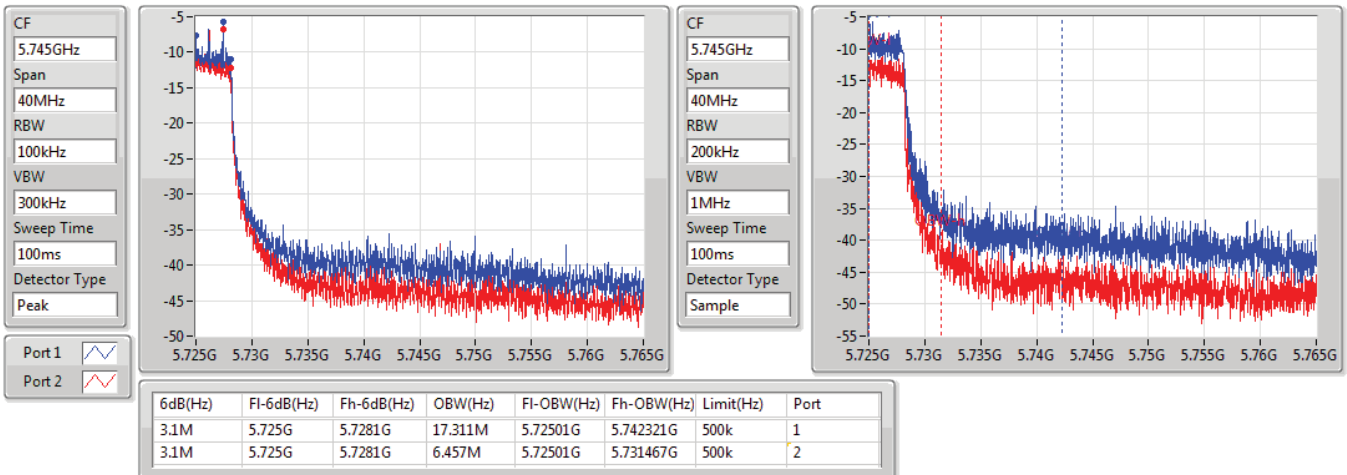 CF
5.745GHz
Span
40MHz
RBW
100kHz
VBW
300kHz
Sweep Time
100ms
Detector Type
Peak
-5
-10
-15
-20
-25
-30
-35
-40
-45
-50
5.725G 5.73G 5.735G 5.74G 5.745G 5.75G 5.755G 5.76G 5.765G
CF
5.745GHz
Span
40MHz
RBW
200kHz
VBW
1MHz
Sweep Time
100ms
Detector Type
Sample
-5
-10
-15
-20
-25
-30
-35
-40
-45
-50
-55
5.725G 5.73G 5.735G 5.74G 5.745G 5.75G 5.755G 5.76G 5.765G
Port 1
Port 2
6dB(Hz) Fl-6dB(Hz) Fh-6dB(Hz) OBW(Hz) Fl-OBW(Hz) Fh-OBW(Hz) Limit(Hz) Port
3.1M 5.725G 5.7281G 17.311M 5.72501G 5.742321G 500k 1
3.1M 5.725G 5.7281G 6.457M 5.72501G 5.731467G 500k 2